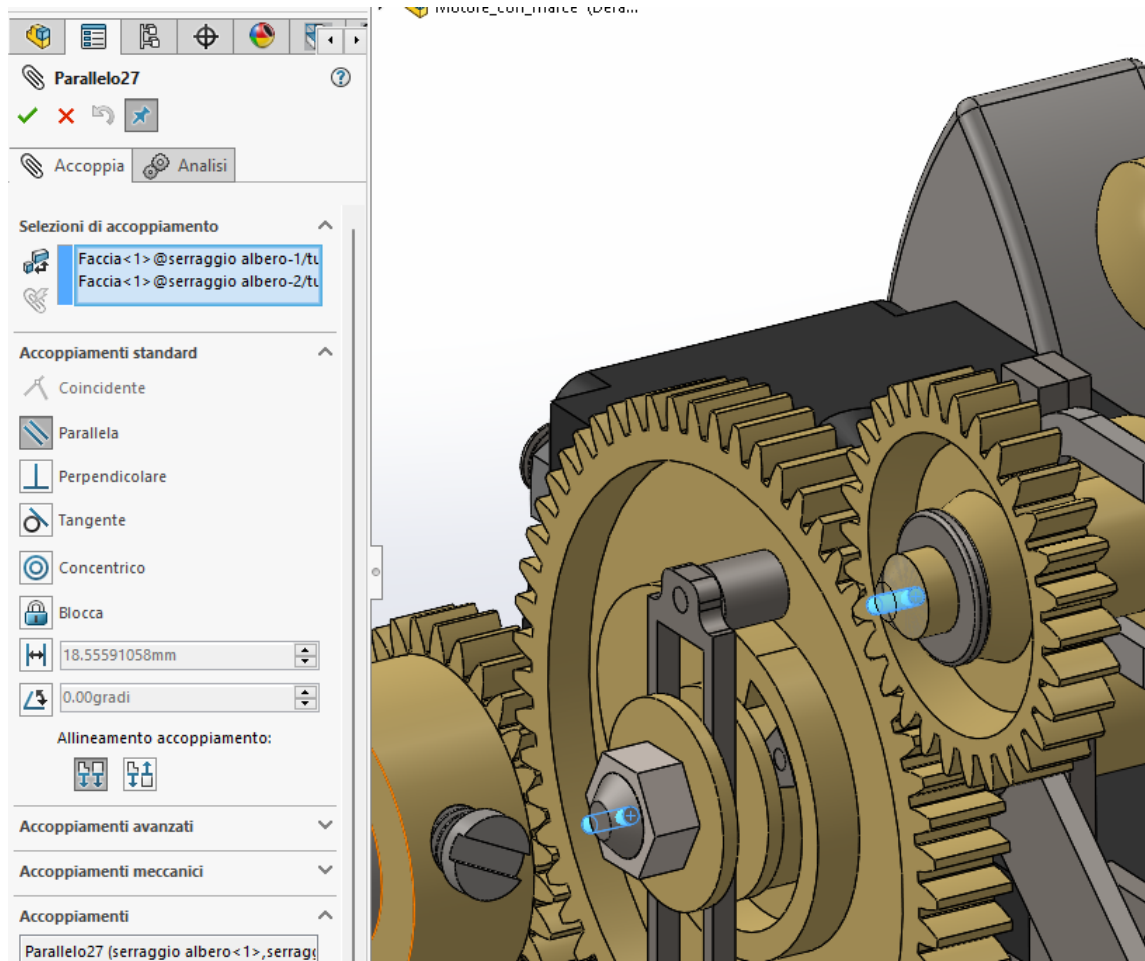 Motore_con_marce (Defa...
Parallelo27
Accoppia
Analisi
Selezioni di accoppiamento
Faccia<1>@serraggio albero-1/tu
Faccia<1>@serraggio albero-2/tu
Accoppiamenti standard
Coincidente
Parallela
Perpendicolare
Tangente
Concentrico
Blocca
18.55591058mm
0.00gradi
Allineamento accoppiamento:
Accoppiamenti avanzati
Accoppiamenti meccanici
Accoppiamenti
Parallelo27 (serraggio albero<1>,serragg